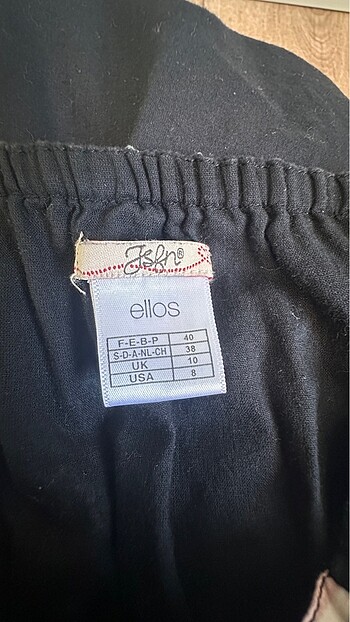 Jsfn®
ellos
F-E-B-P 40
S-D-A-NL-CH 38
UK 10
USA 8